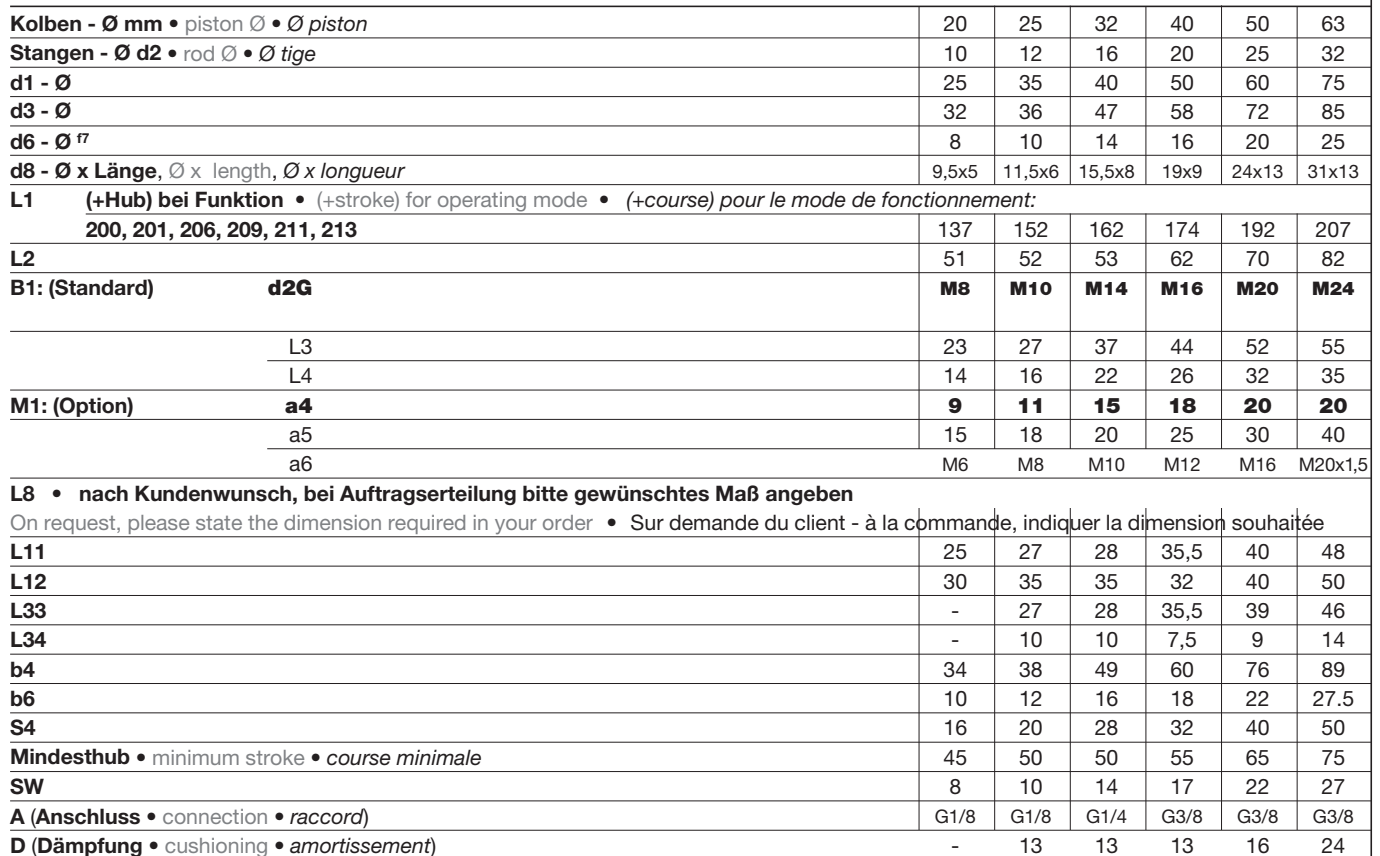 Kolben - Ø mm • piston Ø • Ø piston 20 25 32 40 50 63
Stangen - Ø d2 • rod Ø • Ø tige 10 12 16 20 25 32
d1 - Ø 25 35 40 50 60 75
d3 - Ø 32 36 47 58 72 85
d6 - Ø f7 8 10 14 16 20 25
d8 - Ø x Länge, Ø x length, Ø x longueur 9,5x5 11,5x6 15,5x8 19x9 24x13 31x13
L1 (+Hub) bei Funktion • (+stroke) for operating mode • (+course) pour le mode de fonctionnement:
200, 201, 206, 209, 211, 213 137 152 162 174 192 207
L2 51 52 53 62 70 82
B1: (Standard) d2G M8 M10 M14 M16 M20 M24
L3 23 27 37 44 52 55
L4 14 16 22 26 32 35
M1: (Option) a4 9 11 15 18 20 20
a5 15 18 20 25 30 40
a6 M6 M8 M10 M12 M16 M20x1,5
L8 • nach Kundenwunsch, bei Auftragserteilung bitte gewünschtes Maß angeben
On request, please state the dimension required in your order • Sur demande du client - à la commande, indiquer la dimension souhaitée
L11 25 27 28 35,5 40 48
L12 30 35 35 32 40 50
L33 - 27 28 35,5 39 46
L34 - 10 10 7,5 9 14
b4 34 38 49 60 76 89
b6 10 12 16 18 22 27.5
S4 16 20 28 32 40 50
Mindesthub • minimum stroke • course minimale 45 50 50 55 65 75
SW 8 10 14 17 22 27
A (Anschluss • connection • raccord) G1/8 G1/8 G1/4 G3/8 G3/8 G3/8
D (Dämpfung • cushioning • amortissement) - 13 13 13 16 24